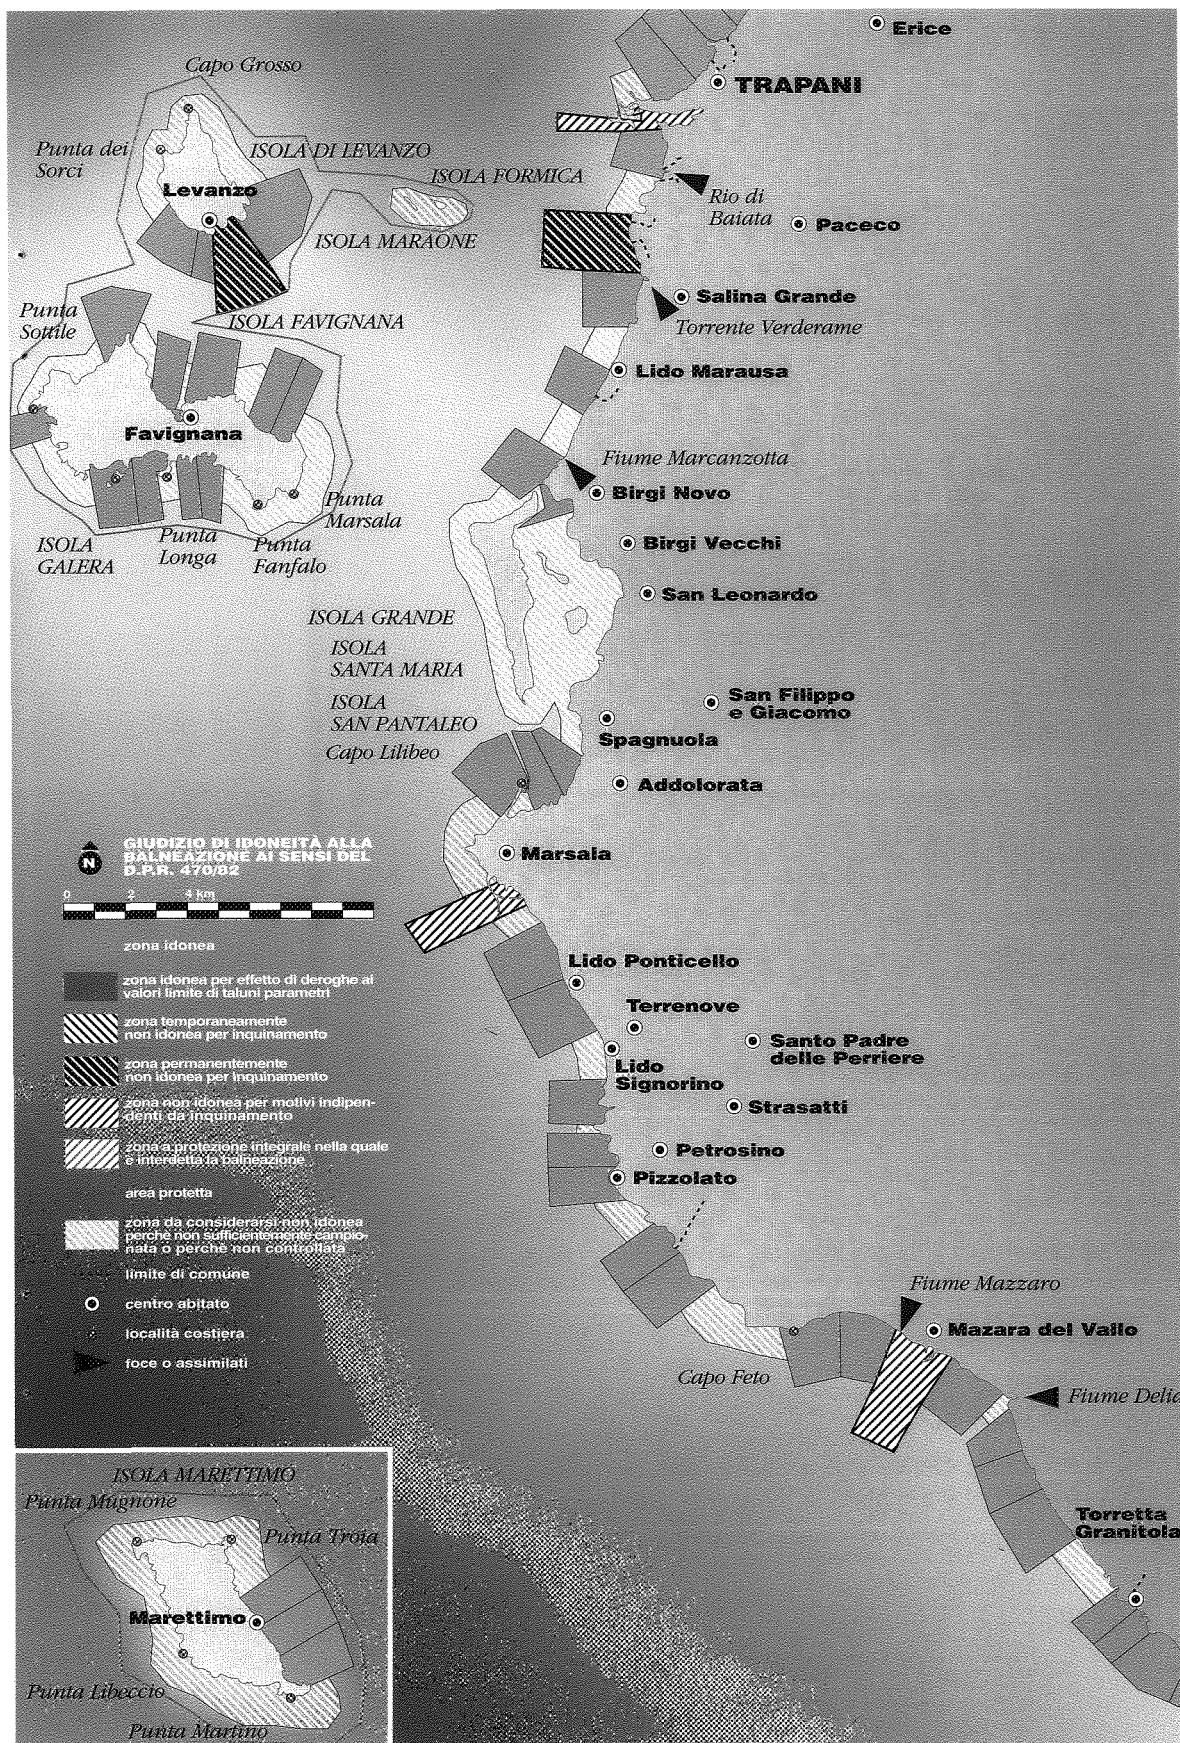 Erice
Capo Grosso
TRAPANI
Punta dei
Sorci
ISOLA DI LEVANZO
ISOLA FORMICA
Levanzo
Rio di
Baiata
Paceco
ISOLA MARAONE
Salina Grande
Punta
Sottile
ISOLA FAVIGNANA
Torrente Verderame
Lido Marausa
Favignana
Fiume Marcanzotta
Birgi Novo
Punta
Marsala
ISOLA
GALERA
Punta
Longa
Punta
Fanfalo
Birgi Vecchi
San Leonardo
ISOLA GRANDE
ISOLA
SANTA MARIA
ISOLA
SAN PANTALEO
San Filippo
e Giacomo
Spagnuola
Capo Lilibeo
Addolorata
Marsala
GIUDIZIO DI IDONEITÀ ALLA
BALNEAZIONE AI SENSI DEL
D.P.R. 470/82
N
0 2 4 km
zona idonea
zona idonea per effetto di deroghe ai
valori limite di taluni parametri
zona temporaneamente
non idonea per inquinamento
zona permanentemente
non idonea per inquinamento
zona non idonea per motivi indipen-
denti da inquinamento
zona a protezione integrale nella quale
è interdetta la balneazione
area protetta
zona da considerarsi non idonea
perchè non sufficientemente campio-
nata o perchè non controllata
limite di comune
centro abitato
località costiera
foce o assimilati
Lido Ponticello
Terrenove
Santo Padre
delle Perriere
Lido
Signorino
Strasatti
Petrosino
Pizzolato
Fiume Mazzaro
Mazara del Vallo
Capo Feto
Fiume Delia
Torretta
Granitola
ISOLA MARETTIMO
Punta Mugnone
Punta Troia
Marettimo
Punta Libeccio
Punta Martino